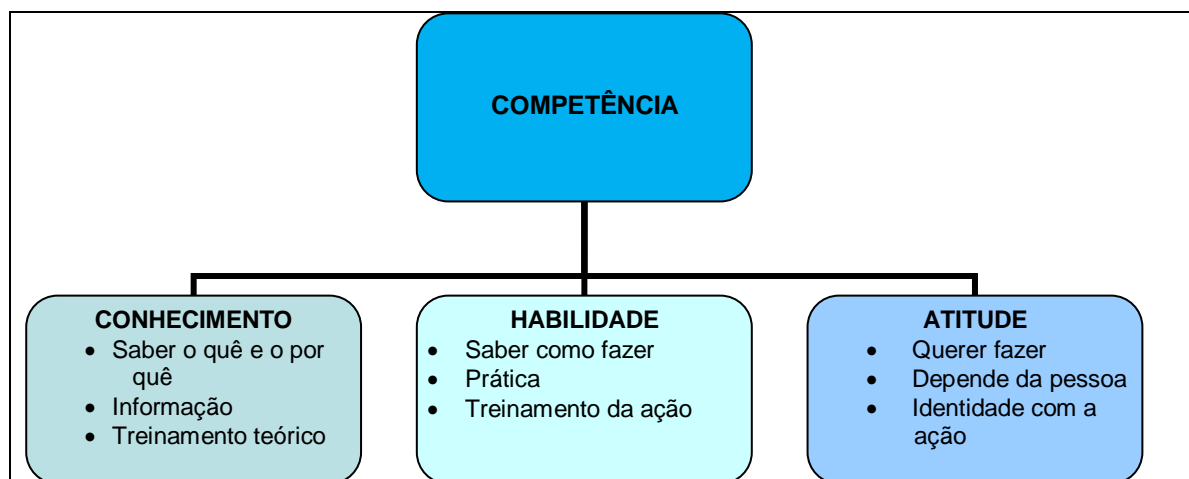 COMPETÊNCIA
CONHECIMENTO
• Saber o quê e o por
quê
• Informação
• Treinamento teórico
HABILIDADE
• Saber como fazer
• Prática
• Treinamento da ação
ATITUDE
• Querer fazer
• Depende da pessoa
• Identidade com a
ação